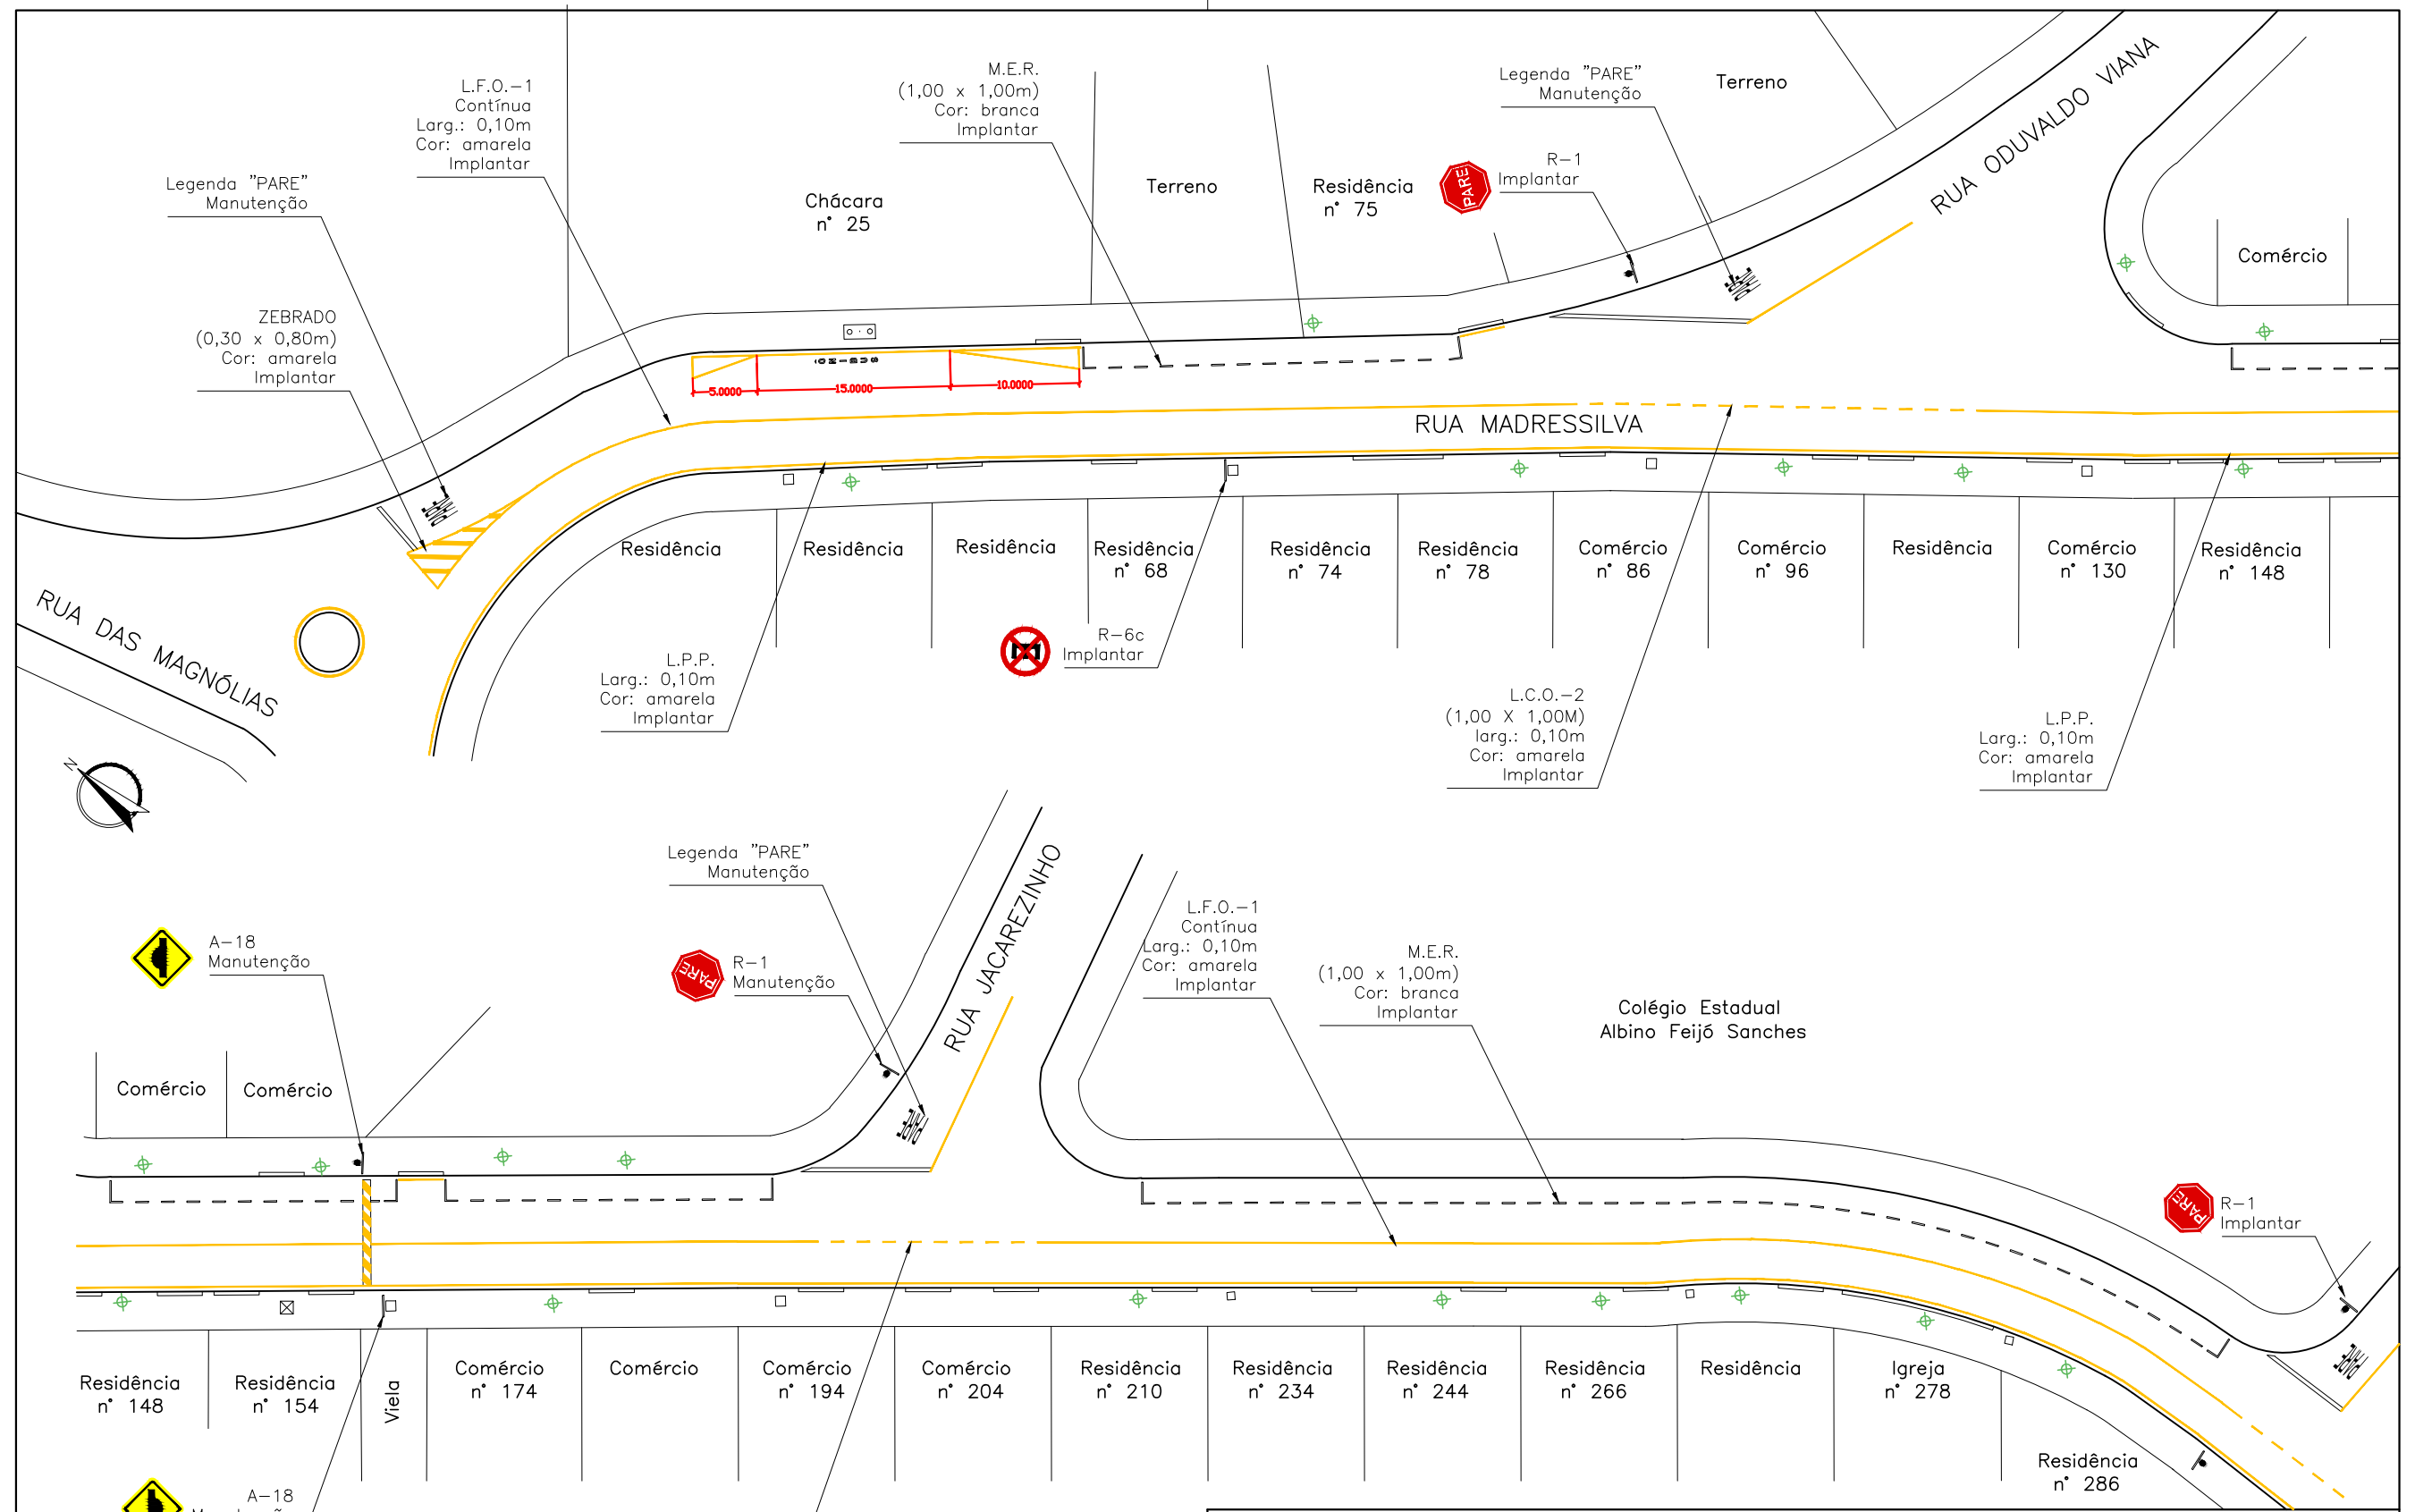 L.F.O.-1
Contínua
Larg.: 0,10m
Cor: amarela
Implantar
M.E.R.
(1,00 x 1,00m)
Cor: branca
Implantar
Legenda "PARE"
Manutenção
Terreno
RUA ODUVALDO VIANA
Legenda "PARE"
Manutenção
Chácara
n° 25
Terreno
Residência
n° 75
PARE
R-1
Implantar
Comércio
ZEBRADO
(0,30 x 0,80m)
Cor: amarela
Implantar
ÔNIBUS
5.0000
15.0000
10.0000
PARE
PARE
RUA MADRESSILVA
RUA DAS MAGNÓLIAS
Residência
Residência
Residência
Residência
n° 68
Residência
n° 74
Residência
n° 78
Comércio
n° 86
Comércio
n° 96
Residência
Comércio
n° 130
Residência
n° 148
L.P.P.
Larg.: 0,10m
Cor: amarela
Implantar
R-6c
Implantar
L.C.O.-2
(1,00 X 1,00M)
larg.: 0,10m
Cor: amarela
Implantar
L.P.P.
Larg.: 0,10m
Cor: amarela
Implantar
N
Legenda "PARE"
Manutenção
RUA JACAREZINHO
A-18
Manutenção
PARE
R-1
Manutenção
L.F.O.-1
Contínua
Larg.: 0,10m
Cor: amarela
Implantar
M.E.R.
(1,00 x 1,00m)
Cor: branca
Implantar
Colégio Estadual
Albino Feijó Sanches
Comércio
Comércio
PARE
PARE
R-1
Implantar
PARE
Residência
n° 148
Residência
n° 154
Viela
Comércio
n° 174
Comércio
Comércio
n° 194
Comércio
n° 204
Residência
n° 210
Residência
n° 234
Residência
n° 244
Residência
n° 266
Residência
Igreja
n° 278
Residência
n° 286
A-18